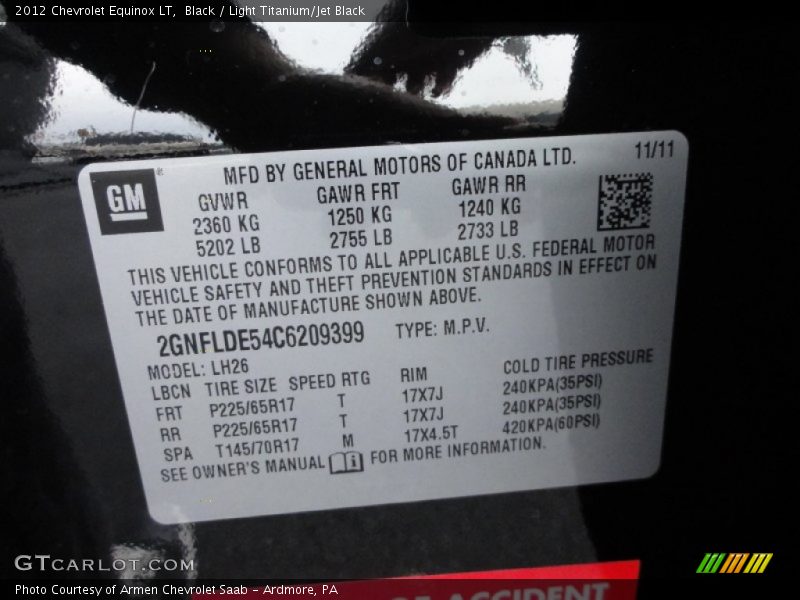 2012 Chevrolet Equinox LT, Black / Light Titanium/Jet Black
MFD BY GENERAL MOTORS OF CANADA LTD. 11/11
GM
GVWR GAWR FRT GAWR RR
2360 KG 1250 KG 1240 KG
5202 LB 2755 LB 2733 LB
THIS VEHICLE CONFORMS TO ALL APPLICABLE U.S. FEDERAL MOTOR
VEHICLE SAFETY AND THEFT PREVENTION STANDARDS IN EFFECT ON
THE DATE OF MANUFACTURE SHOWN ABOVE.
2GNFLDE54C6209399 TYPE: M.P.V.
MODEL: LH26
LBCN TIRE SIZE SPEED RTG RIM COLD TIRE PRESSURE
FRT P225/65R17 T 17X7J 240KPA(35PSI)
RR P225/65R17 T 17X7J 240KPA(35PSI)
SPA T145/70R17 M 17X4.5T 420KPA(60PSI)
SEE OWNER'S MANUAL FOR MORE INFORMATION.
GTCARLOT.COM
ACCIDENT
Photo Courtesy of Armen Chevrolet Saab - Ardmore, PA